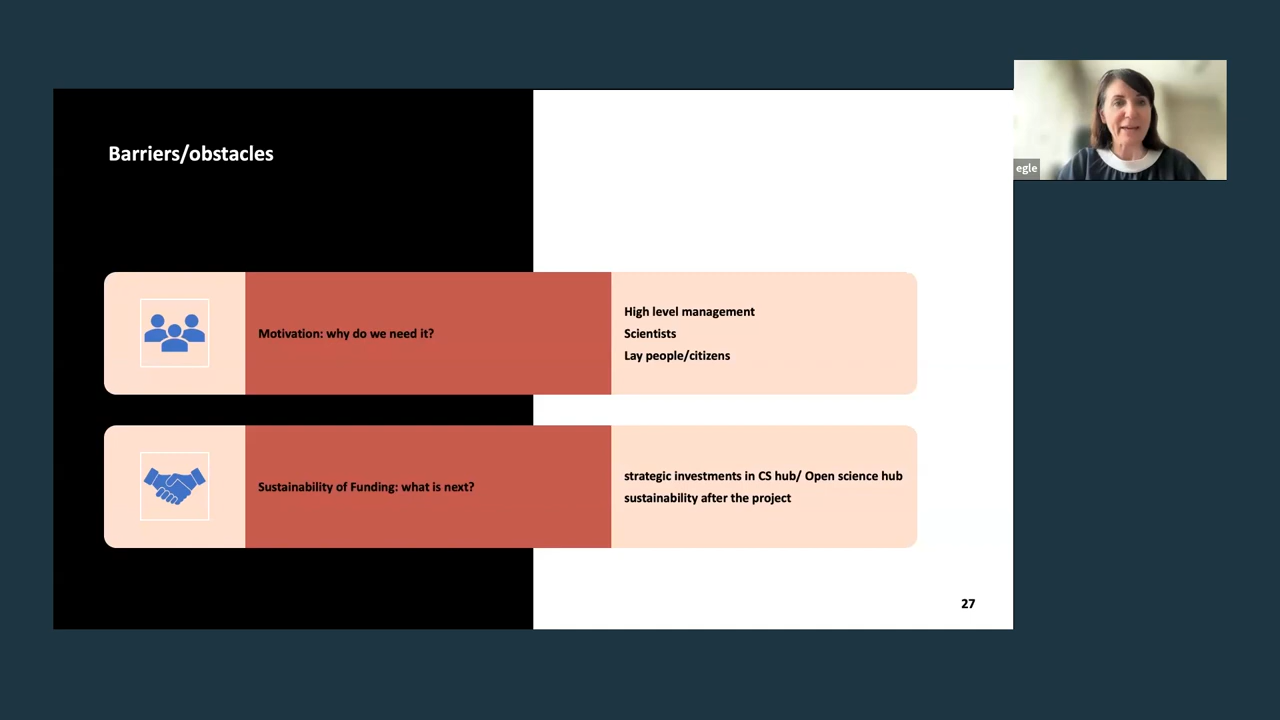 Barriers/obstacles
egle
Motivation: why do we need it?
High level management
Scientists
Lay people/citizens
Sustainability of Funding: what is next?
strategic investments in CS hub/ Open science hub
sustainability after the project
27